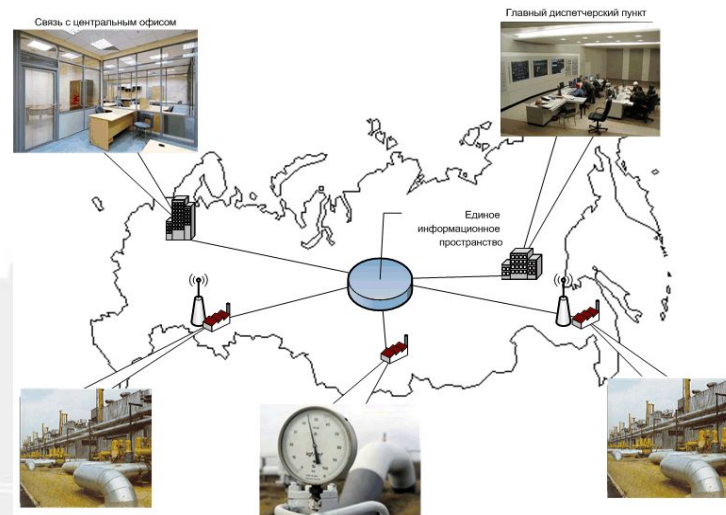 Связь с центральным офисом
Главный диспетчерский пункт
Единое
информационное
пространство